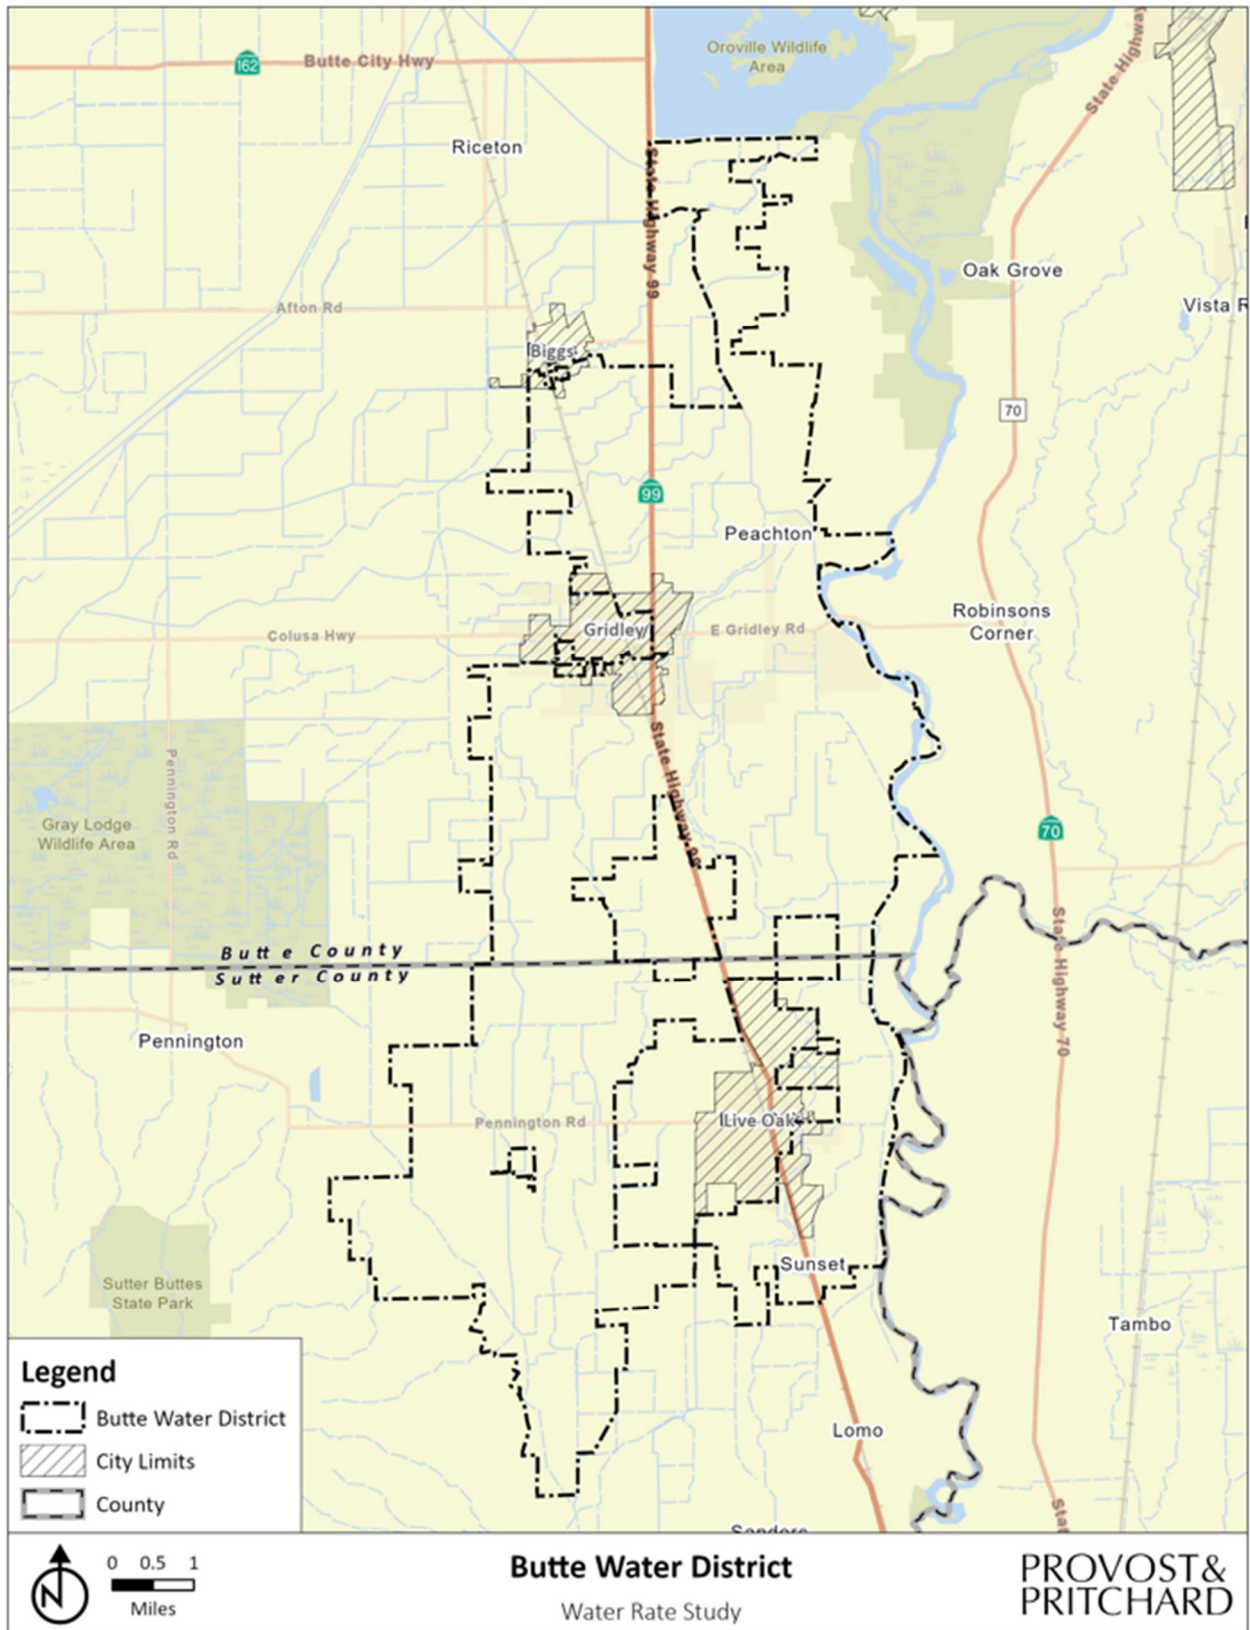 Oroville Wildlife
Area
State Highway
162
Butte City Hwy
Riceton
State Highway 99
Oak Grove
Afton Rd
Vista R
Biggs
70
99
Peachton
Robinsons
Corner
Colusa Hwy
Gridley
E Gridley Rd
State Highway 99
Pennington Rd
Gray Lodge
Wildlife Area
70
State Highway 70
Butte County
Sutter County
Pennington
Pennington Rd
Live Oak
Sutter Buttes
State Park
Sunset
Tambo
Lomo
Stat
Sanders
Legend
Butte Water District
City Limits
County
N
0 0.5 1
Miles
Butte Water District
Water Rate Study
PROVOST&
PRITCHARD